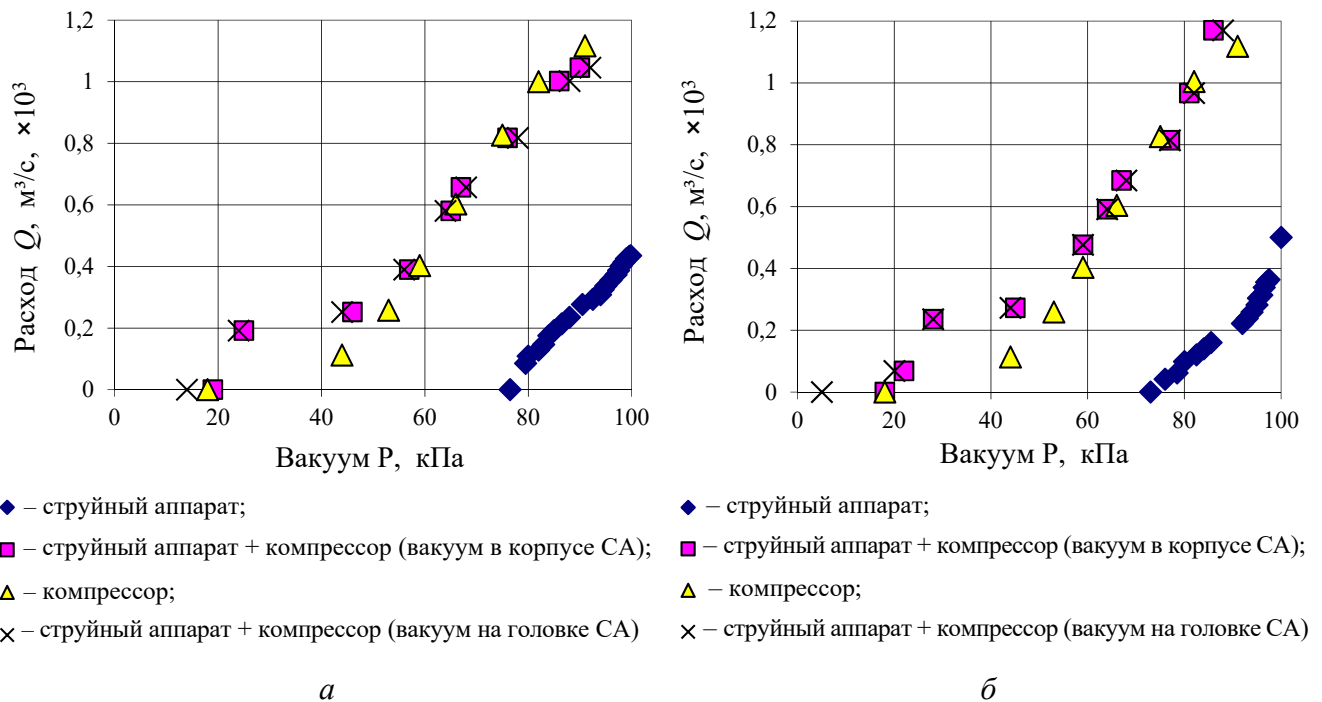 1,2
1
0,8
0,6
0,4
0,2
0
0 20 40 60 80 100
Расход Q, м³/с, ×10³
Вакуум P, кПа
– струйный аппарат;
– струйный аппарат + компрессор (вакуум в корпусе СА);
– компрессор;
– струйный аппарат + компрессор (вакуум на головке СА)
а
1,2
1
0,8
0,6
0,4
0,2
0
0 20 40 60 80 100
Расход Q, м³/с, ×10³
Вакуум P, кПа
– струйный аппарат;
– струйный аппарат + компрессор (вакуум в корпусе СА);
– компрессор;
– струйный аппарат + компрессор (вакуум на головке СА)
б